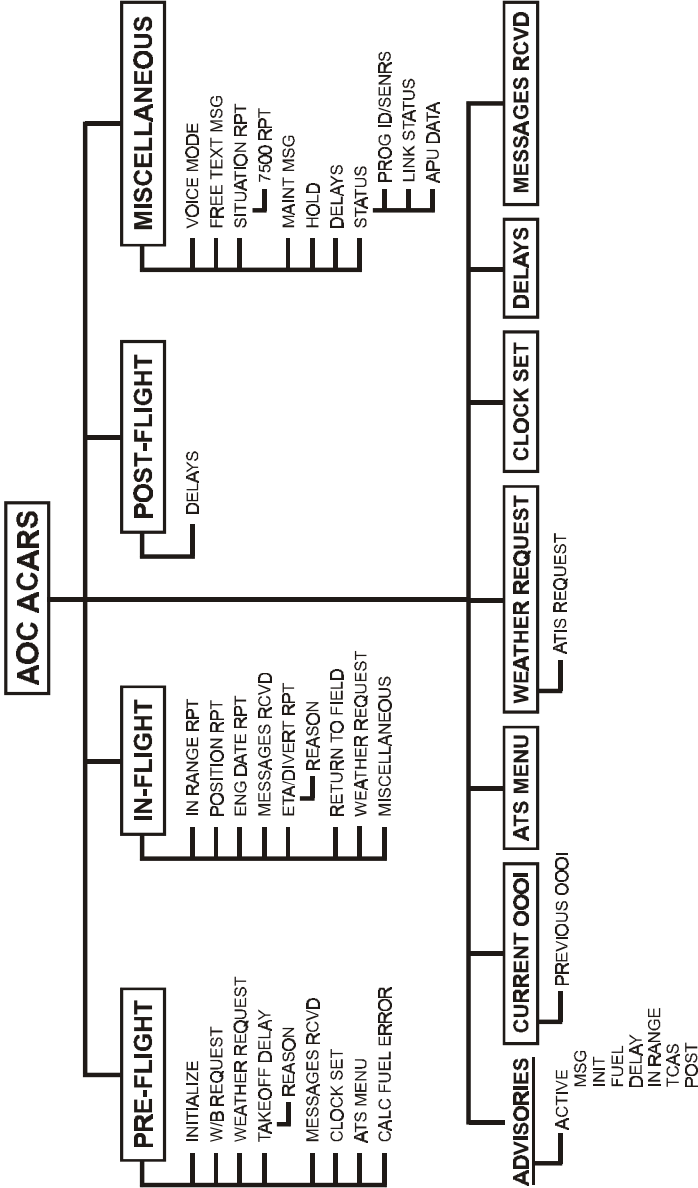 AOC ACARS
PRE-FLIGHT
INITIALIZE
W/B REQUEST
WEATHER REQUEST
TAKEOFF DELAY
REASON
MESSAGES RCVD
CLOCK SET
ATS MENU
CALC FUEL ERROR
IN-FLIGHT
IN RANGE RPT
POSITION RPT
ENG DATE RPT
MESSAGES RCVD
ETA/DIVERT RPT
REASON
RETURN TO FIELD
WEATHER REQUEST
MISCELLANEOUS
POST-FLIGHT
DELAYS
MISCELLANEOUS
VOICE MODE
FREE TEXT MSG
SITUATION RPT
7500 RPT
MAINT MSG
HOLD
DELAYS
STATUS
PROG ID/SENRS
LINK STATUS
APU DATA
ADVISORIES
ACTIVE
MSG
INIT
FUEL
DELAY
IN RANGE
TCAS
POST
CURRENT OOOI
PREVIOUS OOOI
ATS MENU
WEATHER REQUEST
ATIS REQUEST
CLOCK SET
DELAYS
MESSAGES RCVD